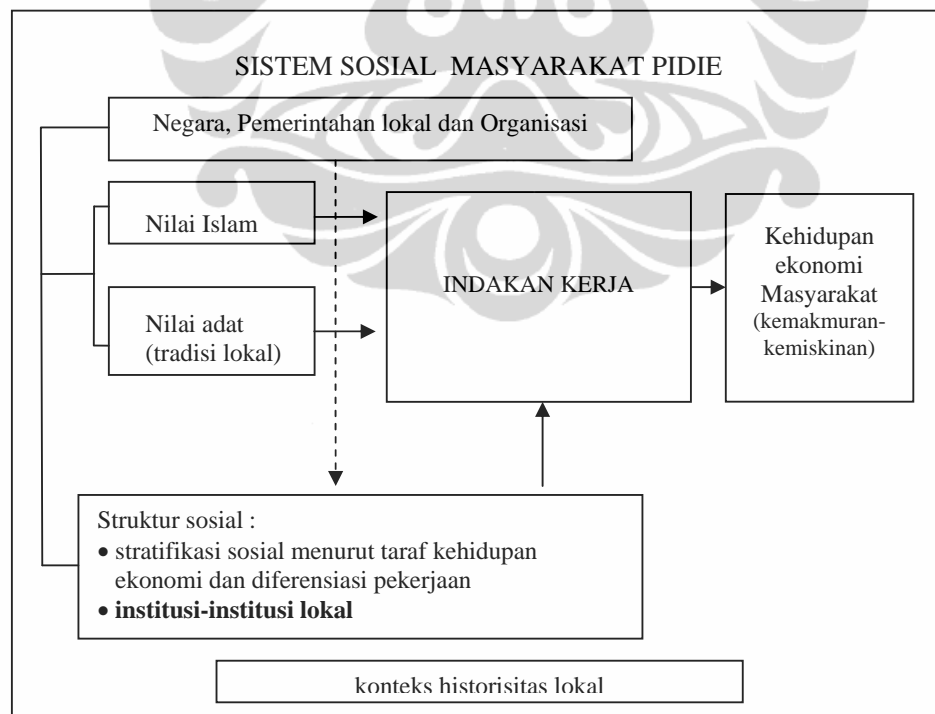 SISTEM SOSIAL MASYARAKAT PIDIE
Negara, Pemerintahan lokal dan Organisasi
Nilai Islam
Nilai adat
(tradisi lokal)
INDAKAN KERJA
Kehidupan
ekonomi
Masyarakat
(kemakmuran-
kemiskinan)
Struktur sosial :
• stratifikasi sosial menurut taraf kehidupan
ekonomi dan diferensiasi pekerjaan
• institusi-institusi lokal
konteks historisitas lokal